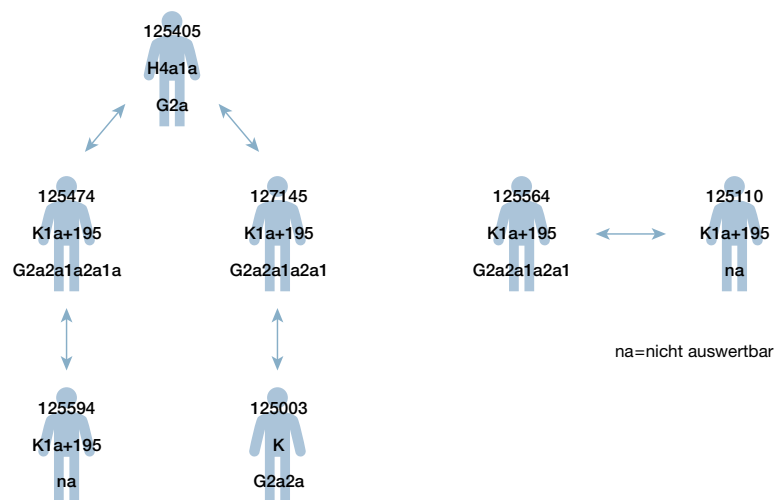 125405
H4a1a
G2a
125474
K1a+195
G2a2a1a2a1a
127145
K1a+195
G2a2a1a2a1
125564
K1a+195
G2a2a1a2a1
125110
K1a+195
na
na=nicht auswertbar
125594
K1a+195
na
125003
K
G2a2a